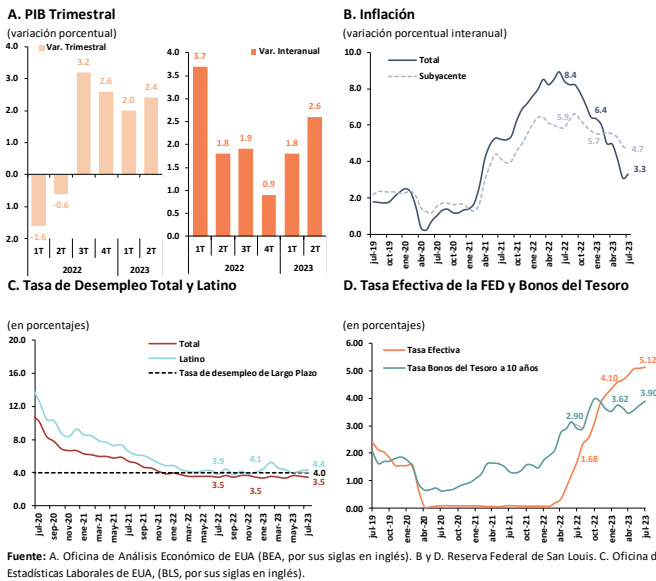 A. PIB Trimestral
(variación porcentual)
Var. Trimestral
4.0
3.0
2.0
1.0
0.0
1.0
2.0
-1.6
-0.6
3.2
2.6
2.0
2.4
1T 2T 3T 4T 1T 2T
2022 2023
Var. Interanual
4.0
3.5
3.0
2.5
2.0
1.5
1.0
0.5
0.0
3.7
1.8
1.9
0.9
1.8
2.6
1T 2T 3T 4T 1T 2T
2022 2023
B. Inflación
(variación porcentual interanual)
Total
Subyacente
10.0
8.0
6.0
4.0
2.0
0.0
8.4
5.9
6.4
5.7
4.7
3.3
jul-19 oct-19 ene-20 abr-20 jul-20 oct-20 ene-21 abr-21 jul-21 oct-21 ene-22 abr-22 jul-22 oct-22 ene-23 abr-23 jul-23
C. Tasa de Desempleo Total y Latino
(en porcentajes)
Total
Latino
Tasa de desempleo de Largo Plazo
20.0
16.0
12.0
8.0
4.0
0.0
3.9
4.1
4.4
4.0
3.5
3.5
3.5
jul-20 sep-20 nov-20 ene-21 mar-21 may-21 jul-21 sep-21 nov-21 ene-22 mar-22 may-22 jul-22 sep-22 nov-22 ene-23 mar-23 may-23 jul-23
D. Tasa Efectiva de la FED y Bonos del Tesoro
(en porcentajes)
Tasa Efectiva
Tasa Bonos del Tesoro a 10 años
6.00
5.00
4.00
3.00
2.00
1.00
0.00
5.12
4.10
3.90
3.62
2.90
1.68
jul-19 oct-19 ene-20 abr-20 jul-20 oct-20 ene-21 abr-21 jul-21 oct-21 ene-22 abr-22 jul-22 oct-22 ene-23 abr-23 jul-23
Fuente: A. Oficina de Análisis Económico de EUA (BEA, por sus siglas en inglés). B y D. Reserva Federal de San Louis. C. Oficina d
Estadísticas Laborales de EUA, (BLS, por sus siglas en inglés).